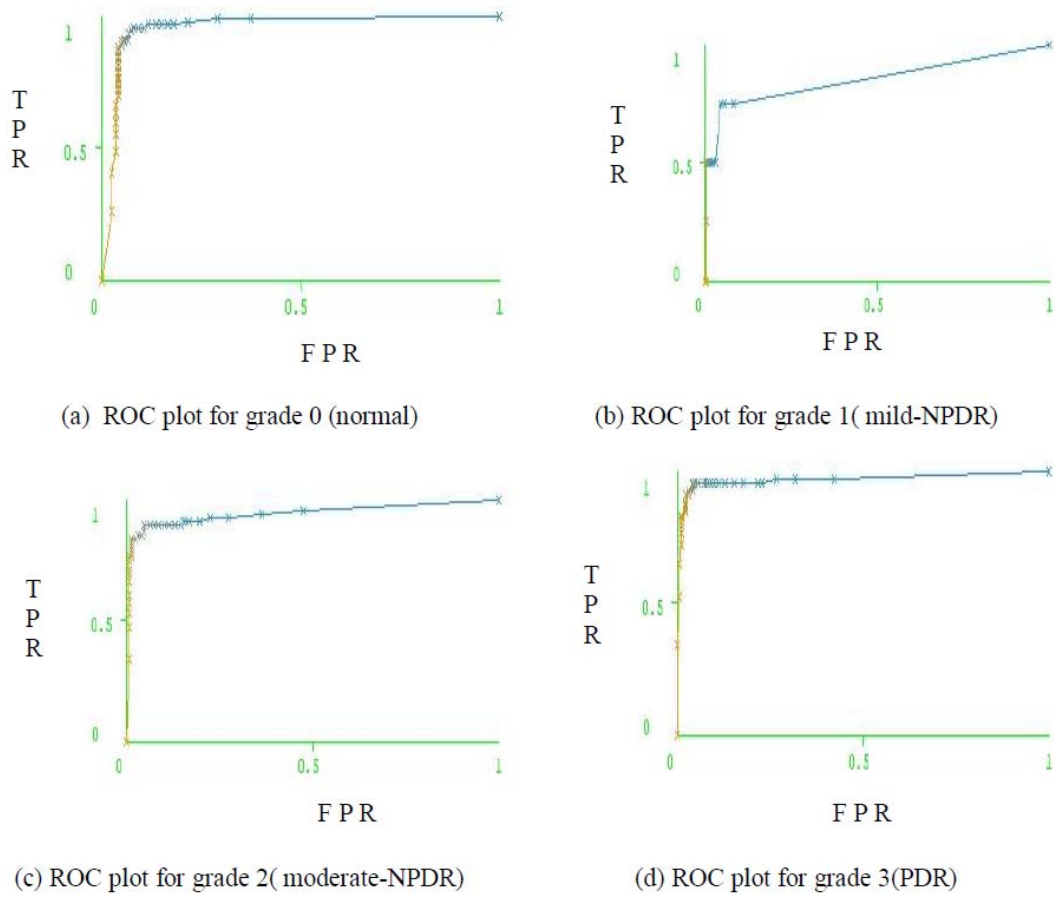 1
T
P
R
0.5
0
0
0.5
1
F P R
(a) ROC plot for grade 0 (normal)
1
T
P
R
0.5
0
0
0.5
1
F P R
(b) ROC plot for grade 1( mild-NPDR)
1
T
P
R
0.5
0
0
0.5
1
F P R
(c) ROC plot for grade 2( moderate-NPDR)
1
T
P
R
0.5
0
0
0.5
1
F P R
(d) ROC plot for grade 3(PDR)